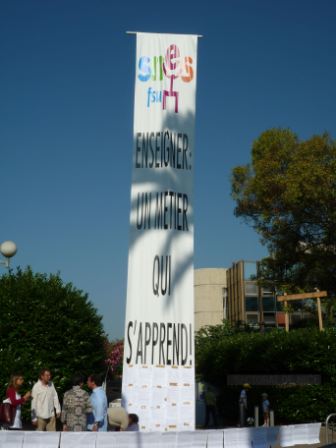 snes
fsu
ENSEIGNER:
UN METIER
QUI
S'APPREND!